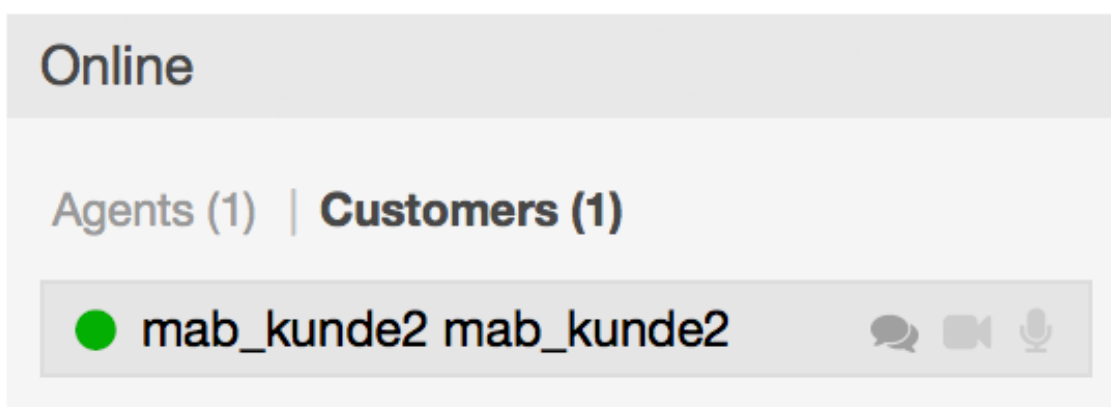 Online
Agents (1) | Customers (1)
mab_kunde2 mab_kunde2